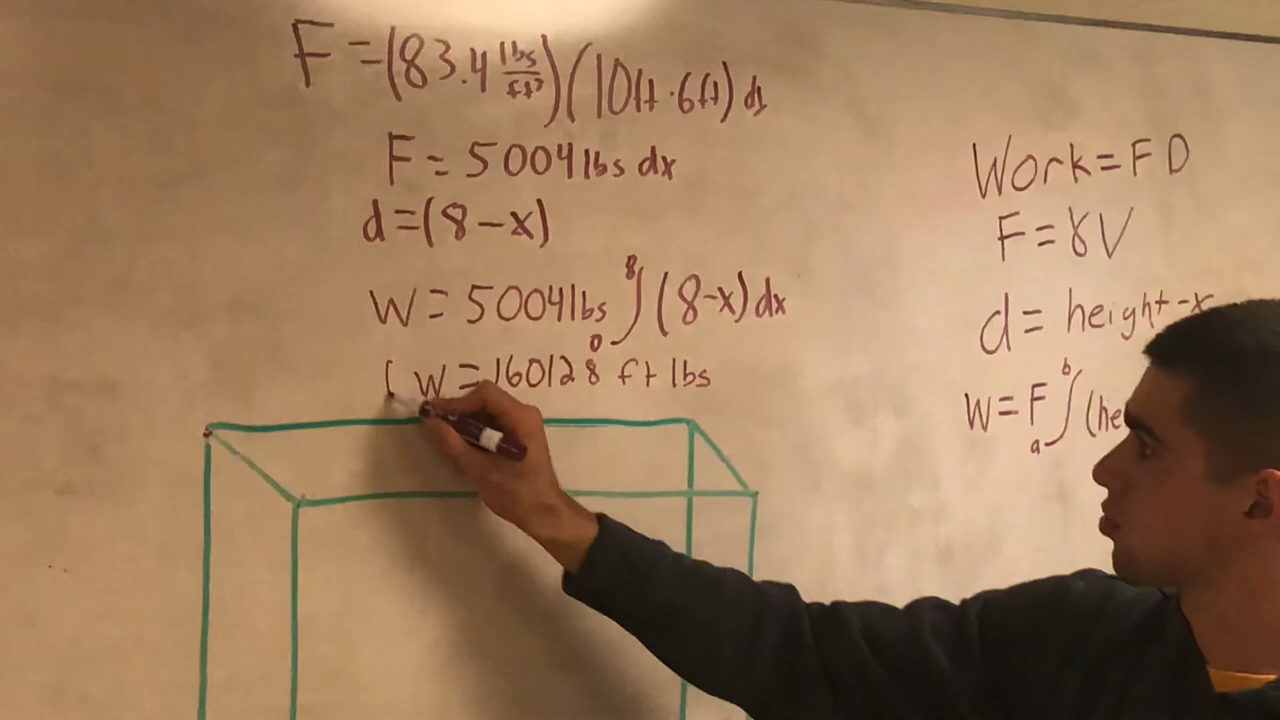 F = (83.4 lbs/ft³)(10ft·6ft) dx
F = 5004 lbs dx
d = (8-x)
W = 5004 lbs ∫₀⁸ (8-x) dx
W = 160128 ft lbs
Work = F D
F = γV
d = height-x
W = F ∫ₐᵇ (he